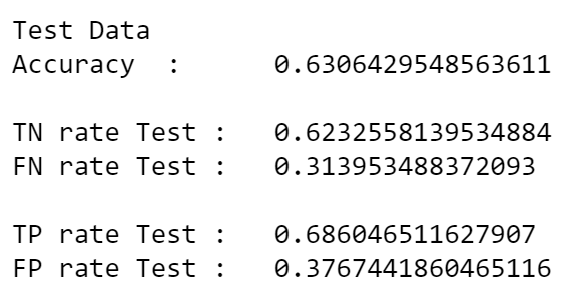 Test Data
Accuracy  :      0.6306429548563611
TN rate Test :   0.6232558139534884
FN rate Test :   0.313953488372093
TP rate Test :   0.686046511627907
FP rate Test :   0.3767441860465116